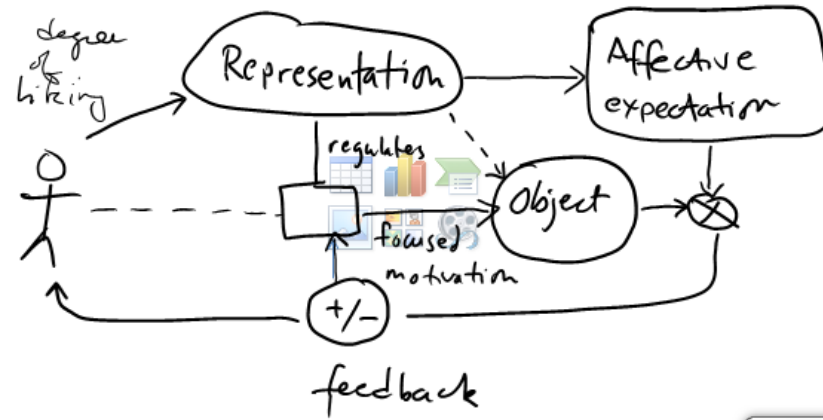 degree
of
liking
Representation
Affective
expectation
regulates
Object
focused
motivation
+/-
feedback